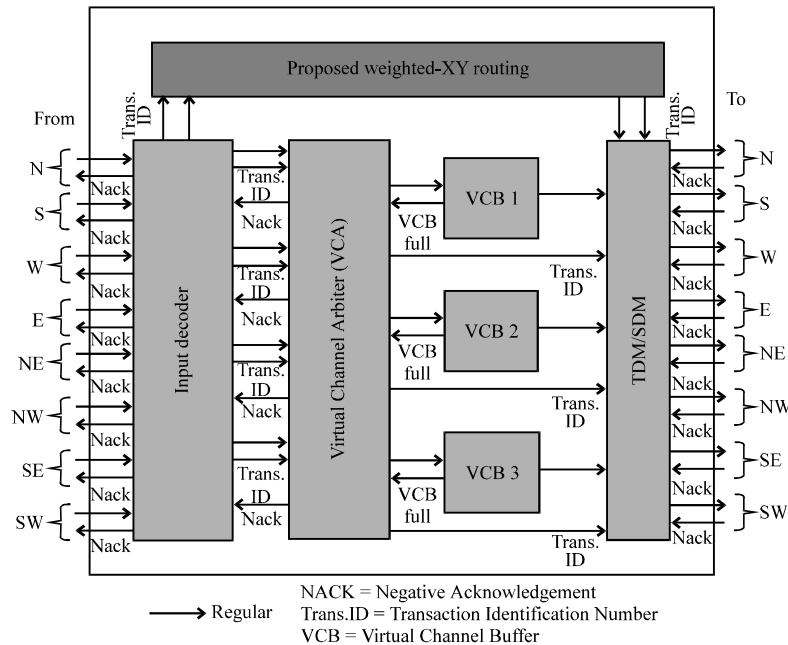 Proposed weighted-XY routing
From
To
Trans.
ID
Trans.
ID
N
Nack
S
Nack
W
Nack
E
Nack
NE
Nack
NW
Nack
SE
Nack
SW
Nack
Input decoder
Trans.
ID
Nack
Trans.
ID
Nack
Trans.
ID
Nack
Trans.
ID
Nack
Virtual Channel Arbiter (VCA)
VCB 1
VCB
full
Trans.
ID
VCB 2
VCB
full
Trans.
ID
VCB 3
VCB
full
Trans.
ID
TDM/SDM
N
Nack
S
Nack
W
Nack
E
Nack
NE
Nack
NW
Nack
SE
Nack
SW
Nack
Regular
NACK = Negative Acknowledgement
Trans.ID = Transaction Identification Number
VCB = Virtual Channel Buffer